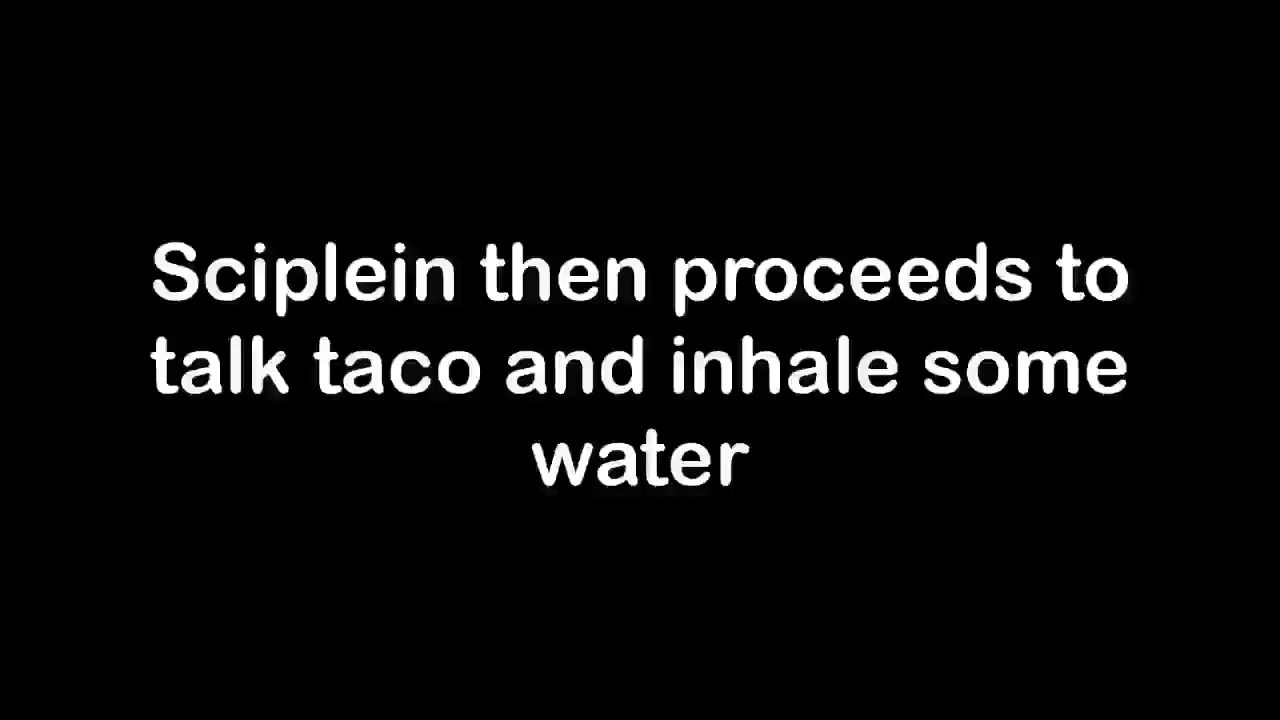 Sciplein then proceeds to
talk taco and inhale some
water